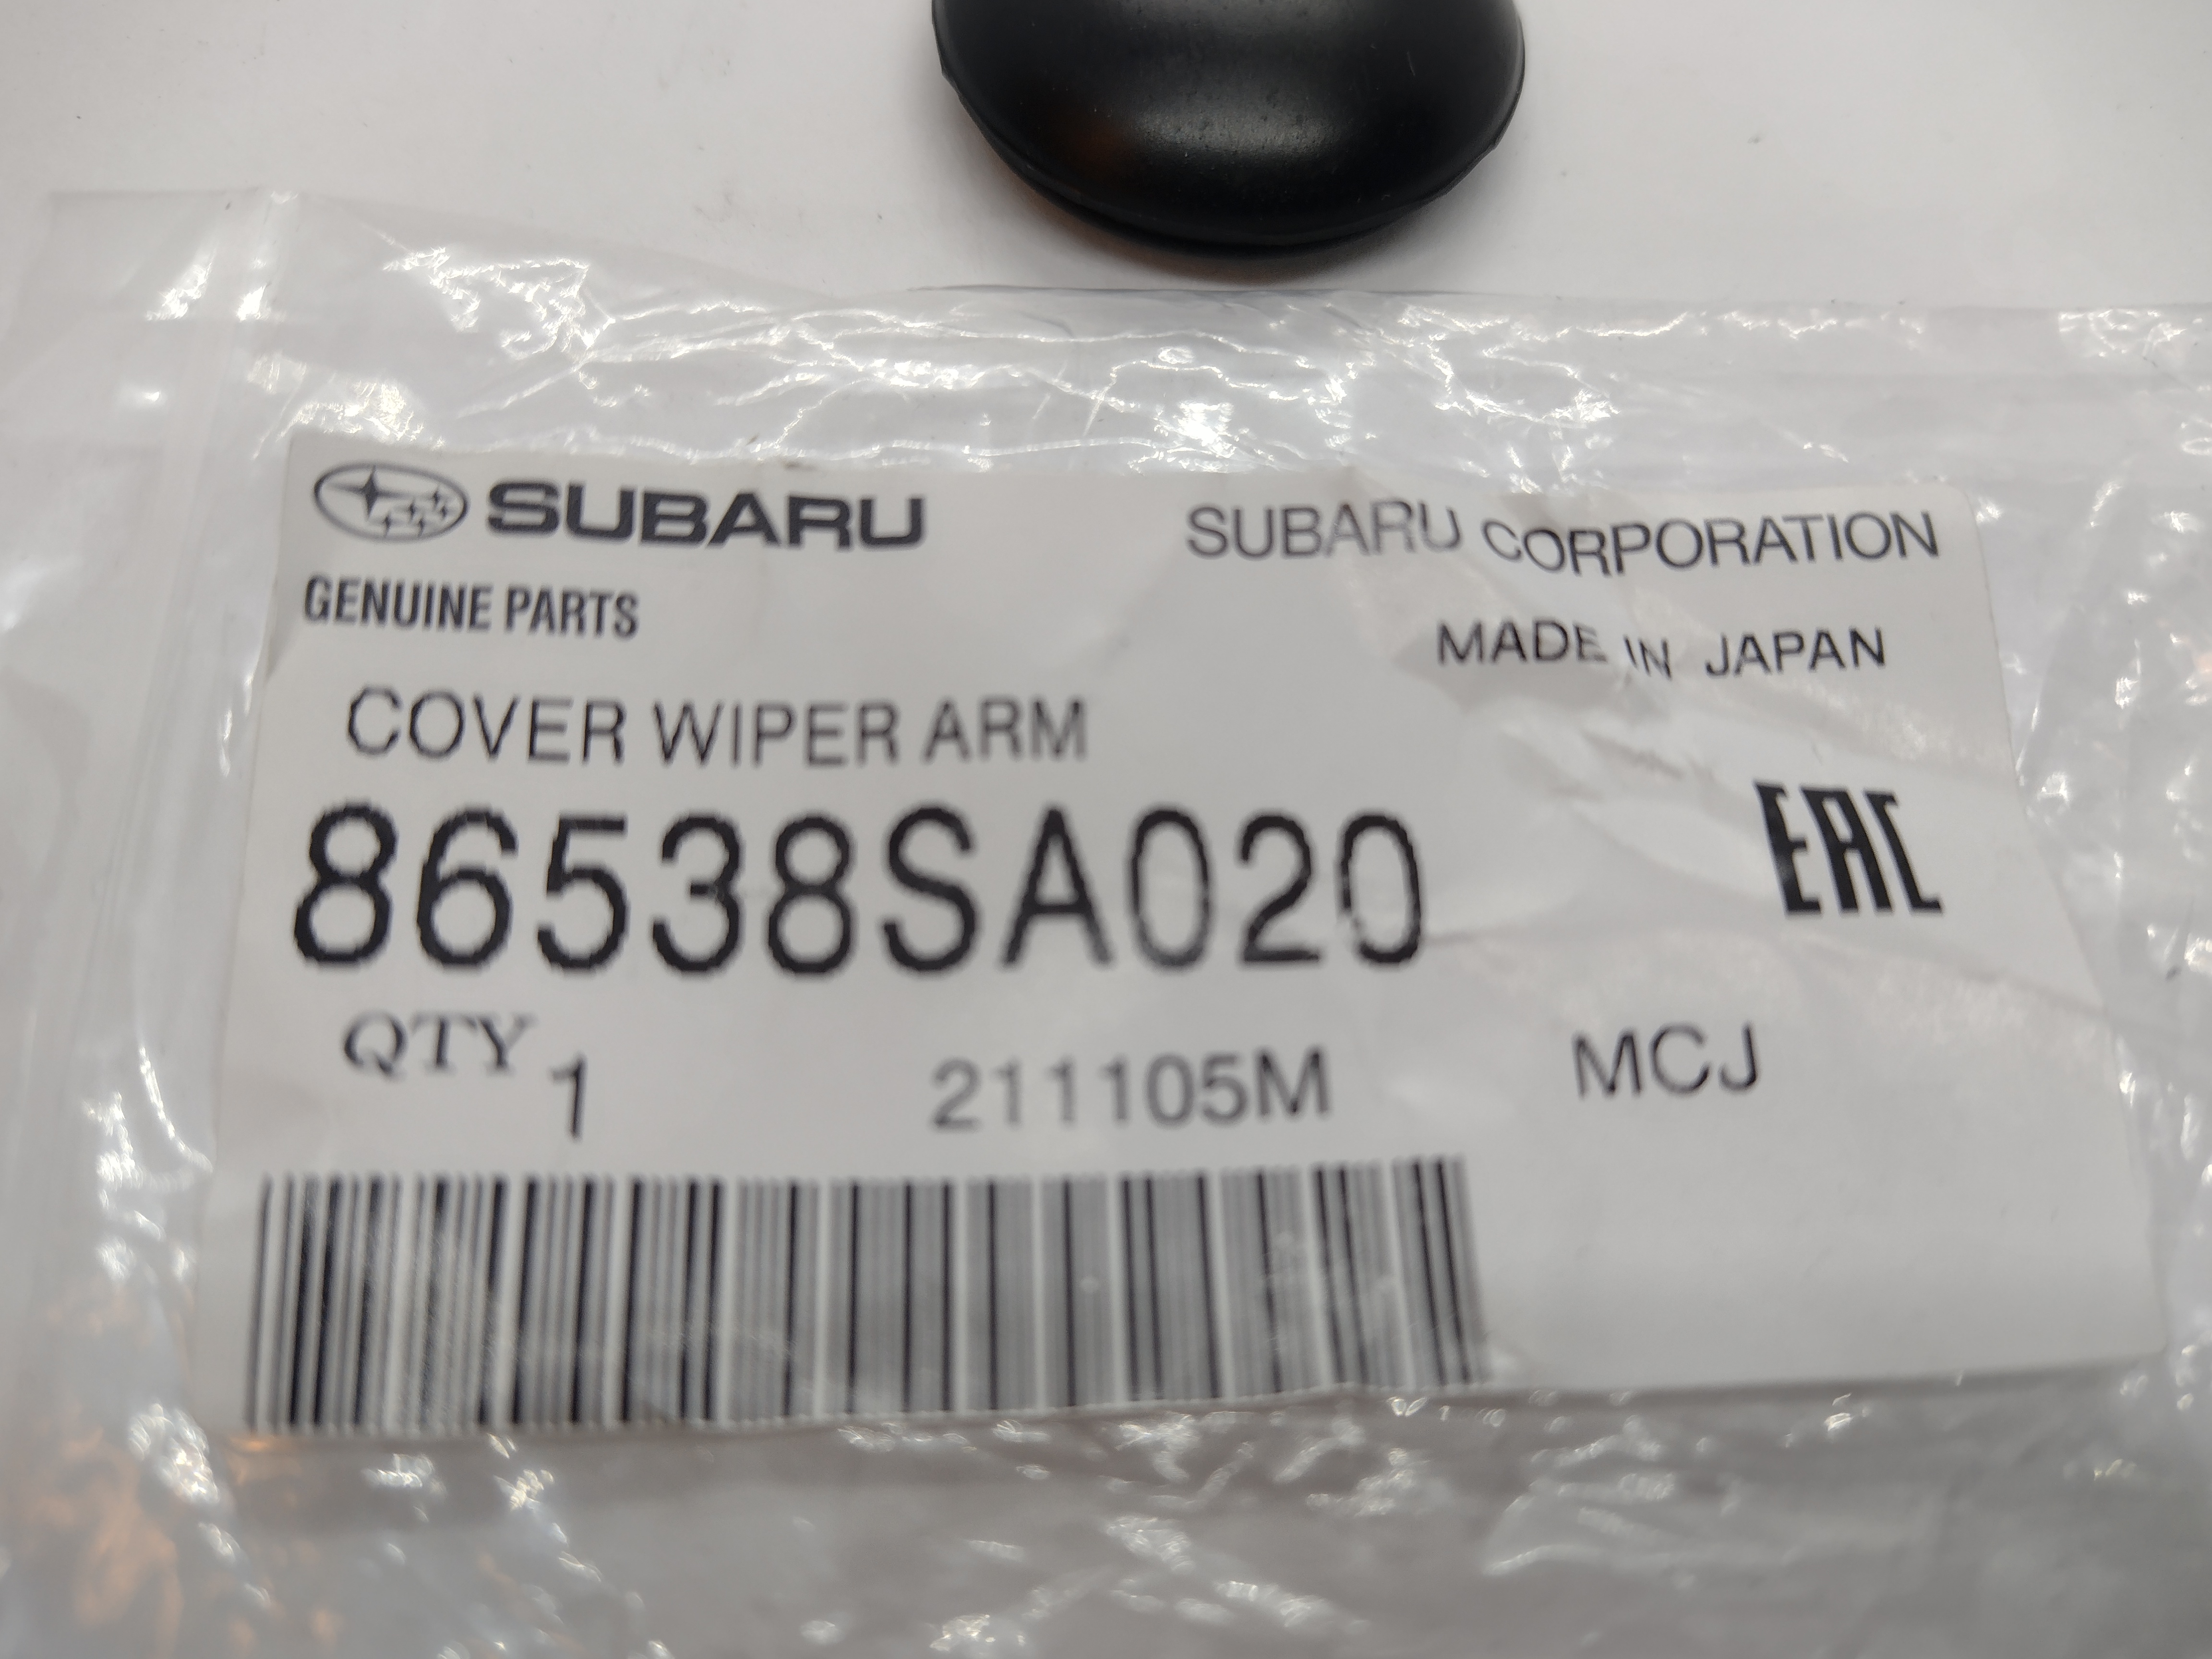 SUBARU
SUBARU CORPORATION
GENUINE PARTS
MADE IN JAPAN
COVER WIPER ARM
86538SA020
EAC
QTY 1 211105M MCJ